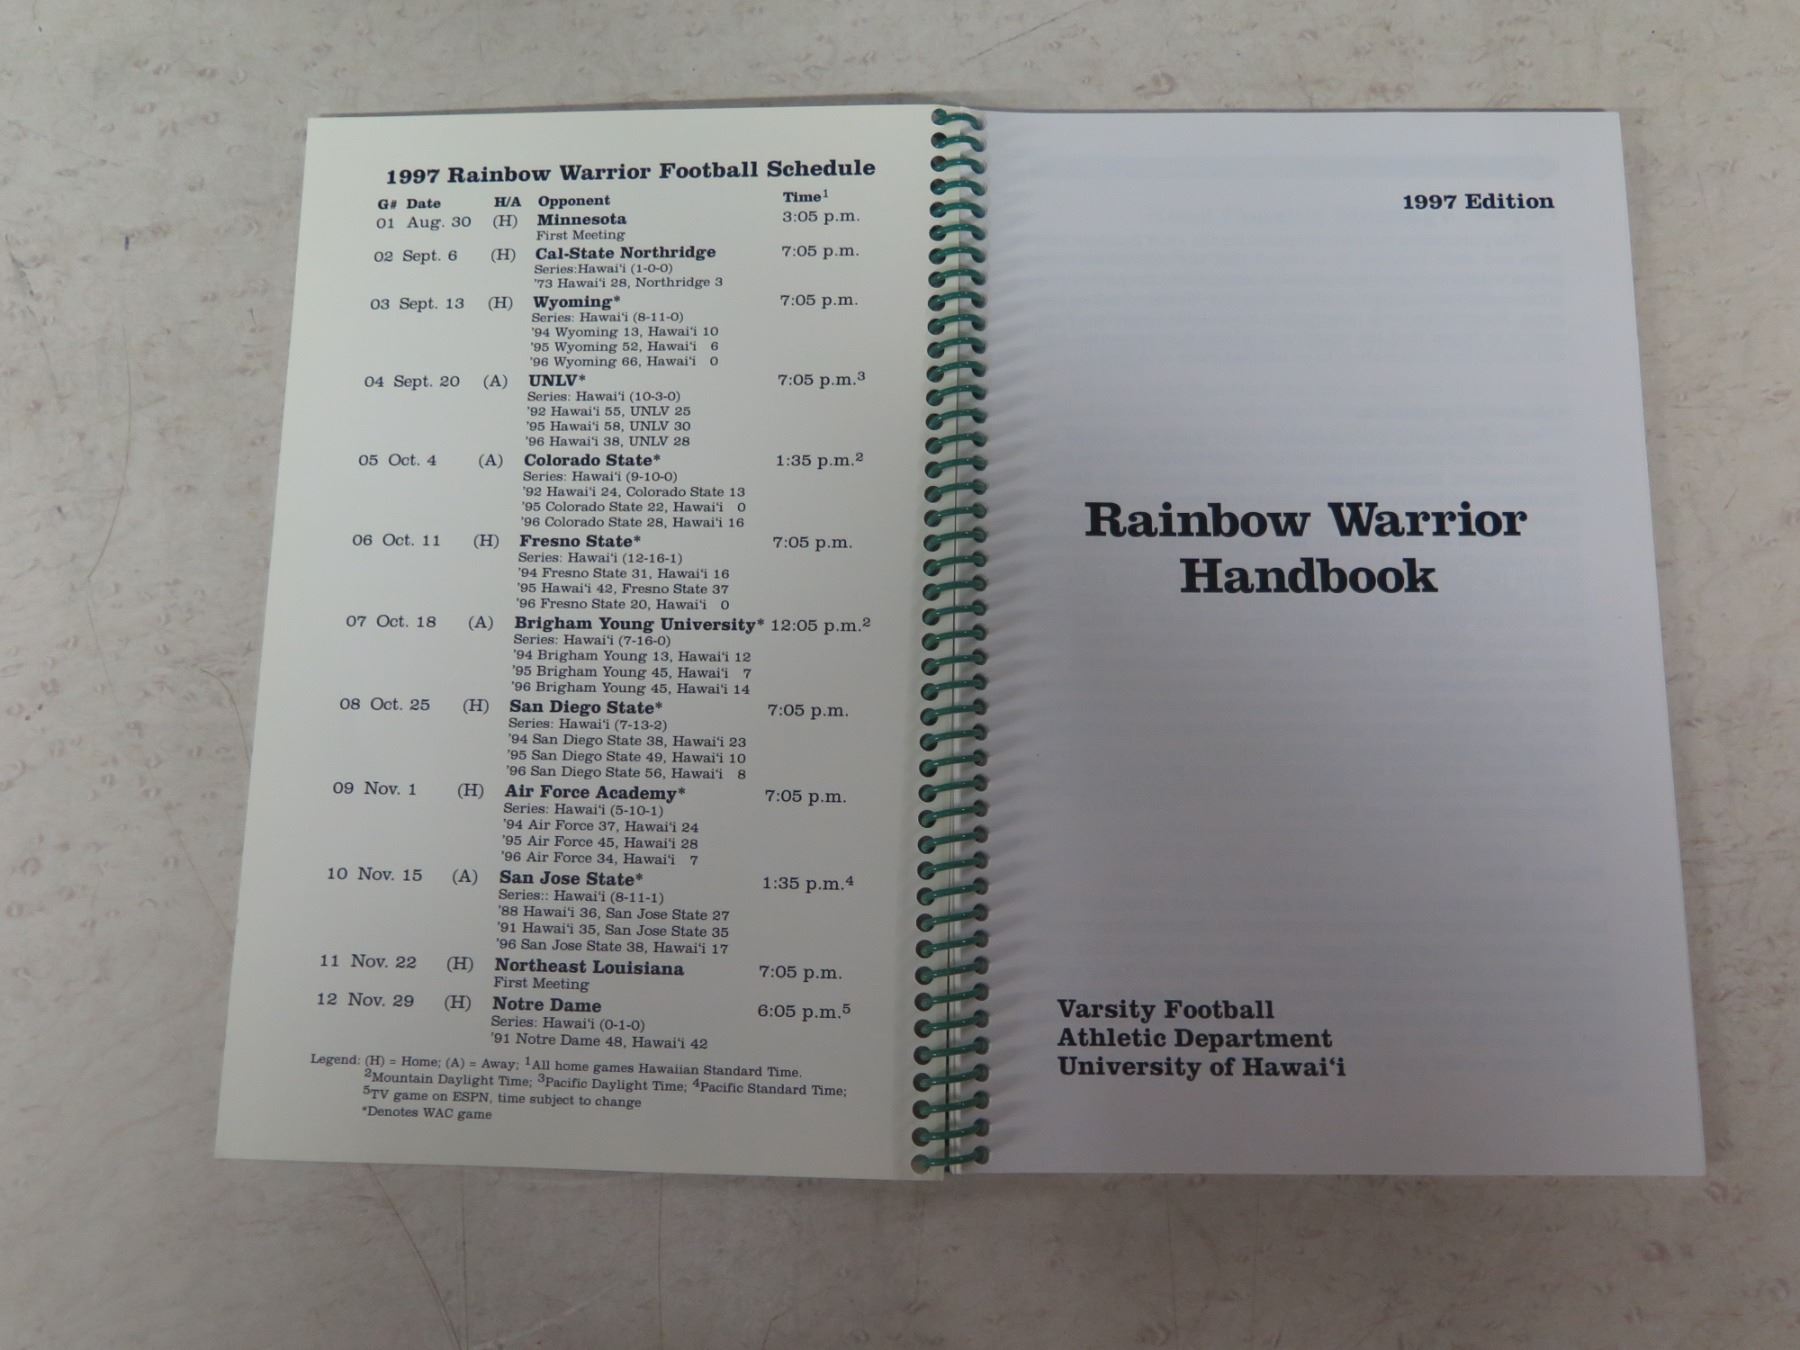 1997 Rainbow Warrior Football Schedule
G# Date H/A Opponent Time¹
01 Aug. 30 (H) Minnesota 3:05 p.m.
First Meeting
02 Sept. 6 (H) Cal-State Northridge 7:05 p.m.
Series:Hawai‘i (1-0-0)
'73 Hawai‘i 28, Northridge 3
03 Sept. 13 (H) Wyoming* 7:05 p.m.
Series: Hawai‘i (8-11-0)
'94 Wyoming 13, Hawai‘i 10
'95 Wyoming 52, Hawai‘i 6
'96 Wyoming 66, Hawai‘i 0
04 Sept. 20 (A) UNLV* 7:05 p.m.³
Series: Hawai‘i (10-3-0)
'92 Hawai‘i 55, UNLV 25
'95 Hawai‘i 58, UNLV 30
'96 Hawai‘i 38, UNLV 28
05 Oct. 4 (A) Colorado State* 1:35 p.m.²
Series: Hawai‘i (9-10-0)
'92 Hawai‘i 24, Colorado State 13
'95 Colorado State 22, Hawai‘i 0
'96 Colorado State 28, Hawai‘i 16
06 Oct. 11 (H) Fresno State* 7:05 p.m.
Series: Hawai‘i (12-16-1)
'94 Fresno State 31, Hawai‘i 16
'95 Hawai‘i 42, Fresno State 37
'96 Fresno State 20, Hawai‘i 0
07 Oct. 18 (A) Brigham Young University* 12:05 p.m.²
Series: Hawai‘i (7-16-0)
'94 Brigham Young 13, Hawai‘i 12
'95 Brigham Young 45, Hawai‘i 7
'96 Brigham Young 45, Hawai‘i 14
08 Oct. 25 (H) San Diego State* 7:05 p.m.
Series: Hawai‘i (7-13-2)
'94 San Diego State 38, Hawai‘i 23
'95 San Diego State 49, Hawai‘i 10
'96 San Diego State 56, Hawai‘i 8
09 Nov. 1 (H) Air Force Academy* 7:05 p.m.
Series: Hawai‘i (5-10-1)
'94 Air Force 37, Hawai‘i 24
'95 Air Force 45, Hawai‘i 28
'96 Air Force 34, Hawai‘i 7
10 Nov. 15 (A) San Jose State* 1:35 p.m.⁴
Series:: Hawai‘i (8-11-1)
'88 Hawai‘i 36, San Jose State 27
'91 Hawai‘i 35, San Jose State 35
'96 San Jose State 38, Hawai‘i 17
11 Nov. 22 (H) Northeast Louisiana 7:05 p.m.
First Meeting
12 Nov. 29 (H) Notre Dame 6:05 p.m.⁵
Series: Hawai‘i (0-1-0)
'91 Notre Dame 48, Hawai‘i 42
Legend: (H) = Home; (A) = Away; ¹All home games Hawaiian Standard Time.
²Mountain Daylight Time; ³Pacific Daylight Time; ⁴Pacific Standard Time;
⁵TV game on ESPN, time subject to change
*Denotes WAC game
1997 Edition
Rainbow Warrior
Handbook
Varsity Football
Athletic Department
University of Hawai‘i